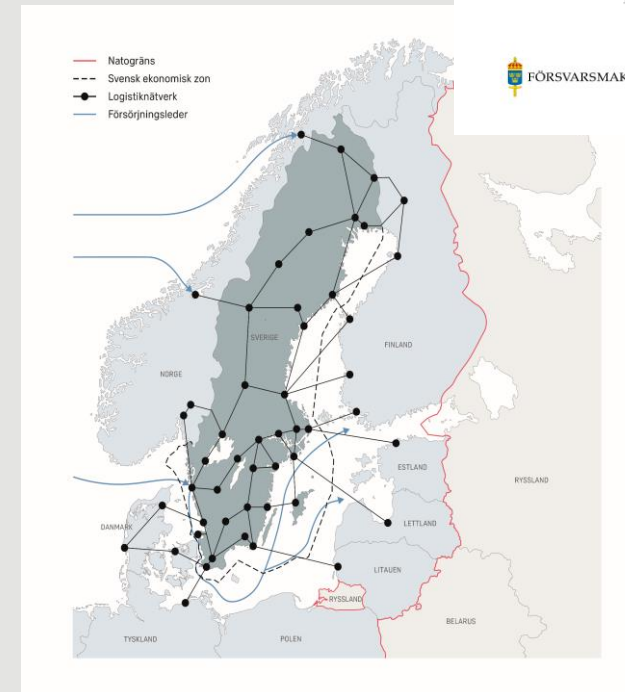 Natogräns
Svensk ekonomisk zon
Logistiknätverk
Försörjningsleder
FÖRSVARSMAK
SVERIGE
FINLAND
NORGE
RYSSLAND
ESTLAND
LETTLAND
DANMARK
LITAUEN
RYSSLAND
BELARUS
TYSKLAND
POLEN